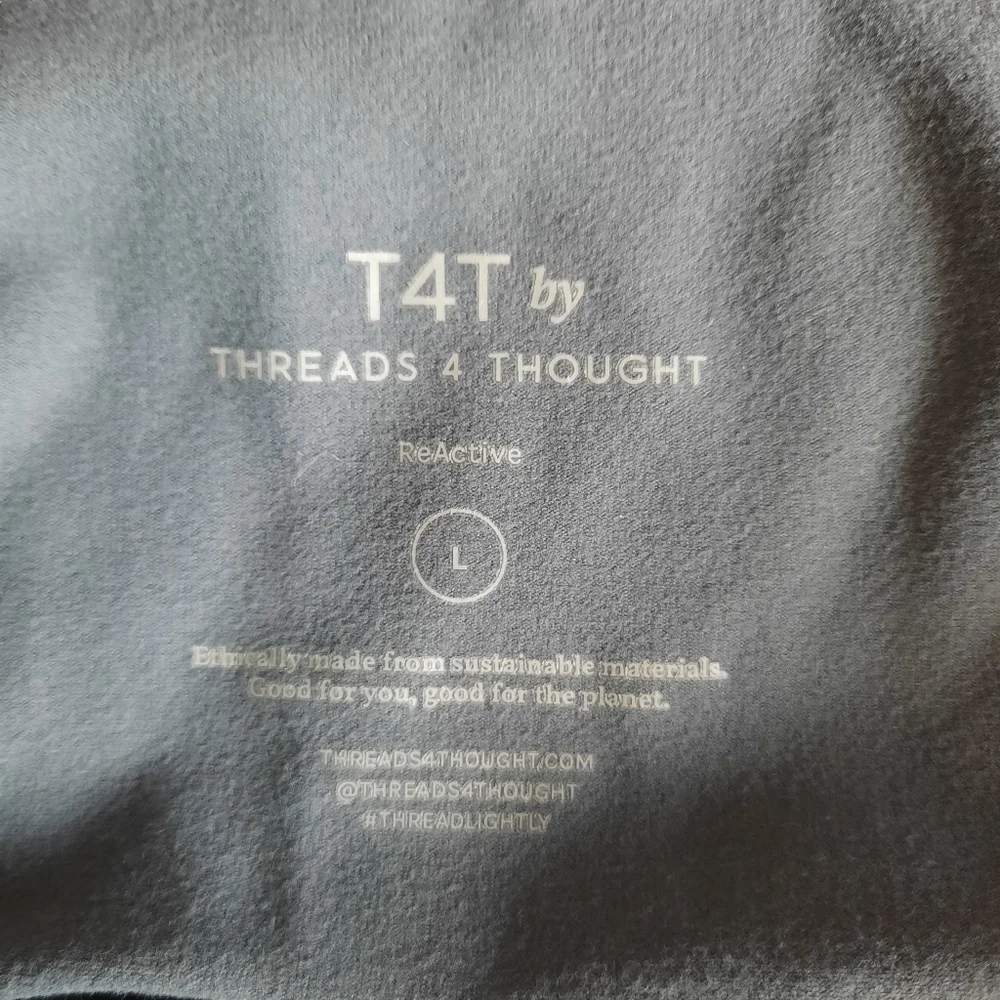 T4T by
THREADS 4 THOUGHT
ReActive
L
Ethically made from sustainable materials.
Good for you, good for the planet.
THREADS4THOUGHT.COM
@THREADS4THOUGHT
#THREADLIGHTLY